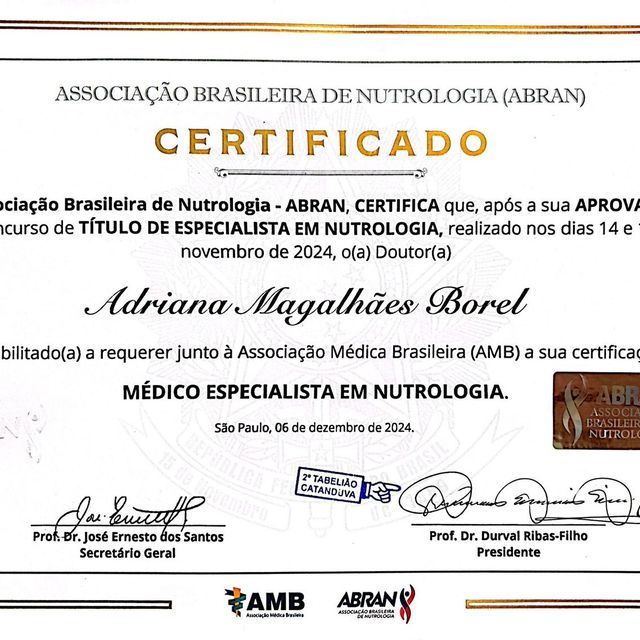 ASSOCIAÇÃO BRASILEIRA DE NUTROLOGIA (ABRAN)
CERTIFICADO
Brasileira de Nutrologia - ABRAN, CERTIFICA que, após a sua
de TÍTULO DE ESPECIALISTA EM NUTROLOGIA, realizado nos dias 14 e
novembro de 2024, o(a) Doutor(a)
Adriana Magalhães Borel
bilitado(a) a requerer junto à Associação Médica Brasileira (AMB) a sua certificaç
MÉDICO ESPECIALISTA EM NUTROLOGIA.
São Paulo, 06 de dezembro de 2024.
2º TABELIÃO
CATANDUVA
Prof. Dr. José Ernesto dos Santos
Secretário Geral
Prof. Dr. Durval Ribas-Filho
Presidente
AMB
Associação Médica Brasileira
ABRAN
ASSOCIAÇÃO BRASILEIRA
DE NUTROLOGIA